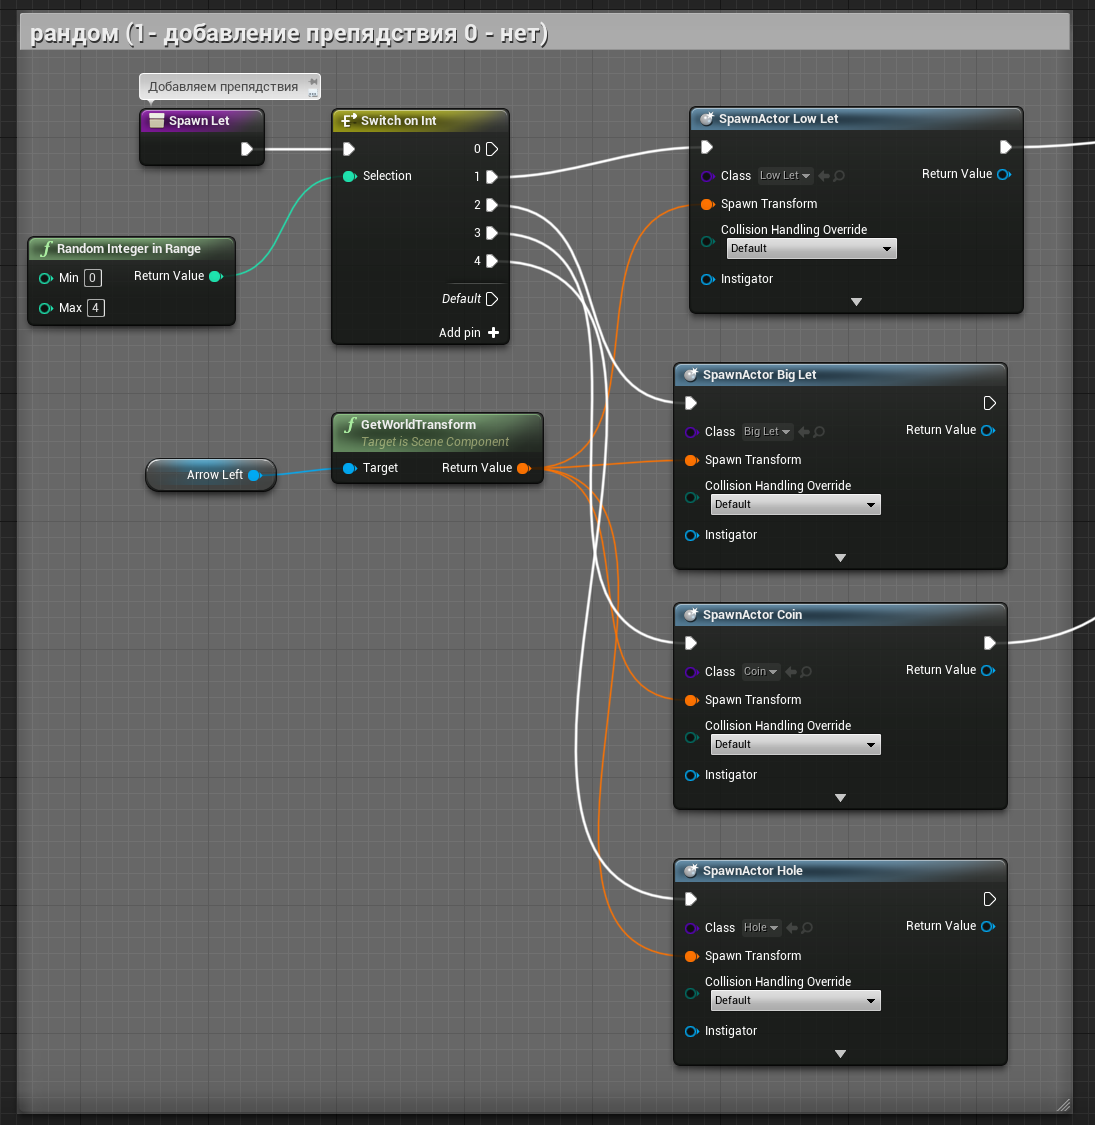 рандом (1- добавление препядствия 0 - нет)
Добавляем препядствия
Spawn Let
Switch on Int
0
Selection
1
2
3
4
Default
Add pin
Random Integer in Range
Min 0
Return Value
Max 4
GetWorldTransform
Target is Scene Component
Target
Return Value
Arrow Left
SpawnActor Low Let
Class Low Let
Return Value
Spawn Transform
Collision Handling Override
Default
Instigator
SpawnActor Big Let
Class Big Let
Return Value
Spawn Transform
Collision Handling Override
Default
Instigator
SpawnActor Coin
Class Coin
Return Value
Spawn Transform
Collision Handling Override
Default
Instigator
SpawnActor Hole
Class Hole
Return Value
Spawn Transform
Collision Handling Override
Default
Instigator